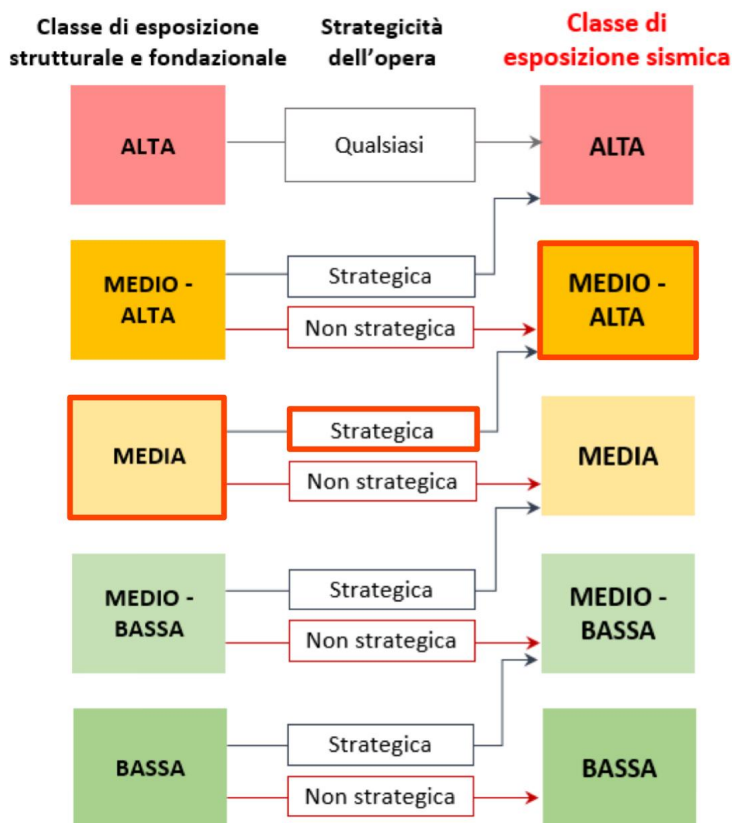 Classe di esposizione
strutturale e fondazionale
Strategicità
dell'opera
Classe di
esposizione sismica
ALTA
Qualsiasi
ALTA
MEDIO -
ALTA
Strategica
Non strategica
MEDIO -
ALTA
MEDIA
Strategica
Non strategica
MEDIA
MEDIO -
BASSA
Strategica
Non strategica
MEDIO -
BASSA
BASSA
Strategica
Non strategica
BASSA